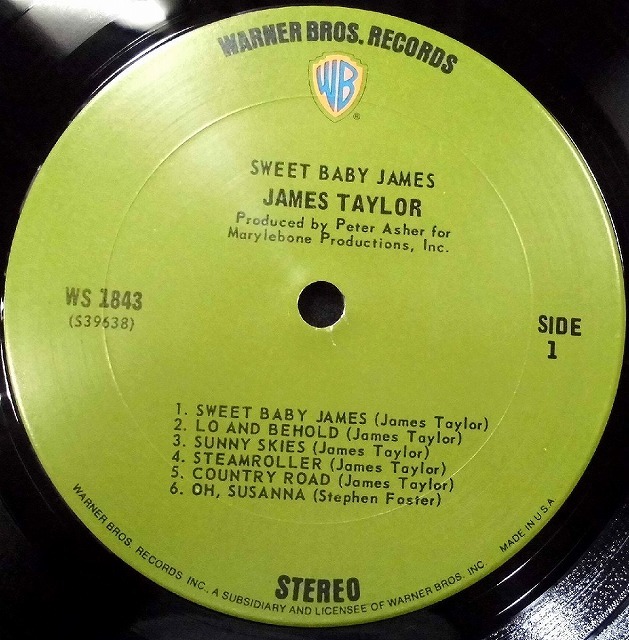 WARNER BROS. RECORDS
WB
®
SWEET BABY JAMES
JAMES TAYLOR
Produced by Peter Asher for
Marylebone Productions, Inc.
WS 1843
(S39638)
SIDE
1
1. SWEET BABY JAMES (James Taylor)
2. LO AND BEHOLD (James Taylor)
3. SUNNY SKIES (James Taylor)
4. STEAMROLLER (James Taylor)
5. COUNTRY ROAD (James Taylor)
6. OH, SUSANNA (Stephen Foster)
STEREO
WARNER BROS. RECORDS INC., A SUBSIDIARY AND LICENSEE OF WARNER BROS. INC. MADE IN U.S.A